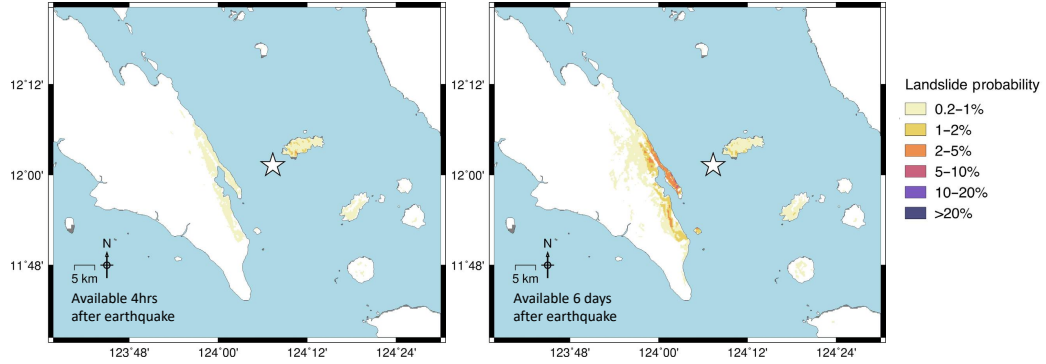 12°12'
12°00'
11°48'
N
5 km
Available 4hrs
after earthquake
123°48'
124°00'
124°12'
124°24'
12°12'
12°00'
11°48'
N
5 km
Available 6 days
after earthquake
123°48'
124°00'
124°12'
124°24'
Landslide probability
0.2–1%
1–2%
2–5%
5–10%
10–20%
>20%